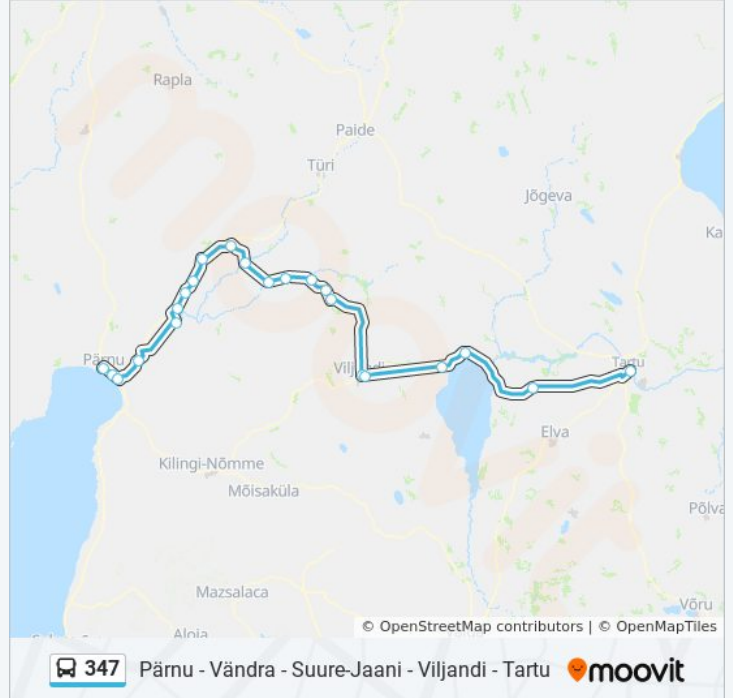 Rapla
Paide
Türi
Jõgeva
Ka
Pärnu
Viljandi
Tartu
Elva
Kilingi-Nõmme
Mõisaküla
Põlva
Mazsalaca
Võru
Aloja
© OpenStreetMap contributors | © OpenMapTiles
347 Pärnu - Vändra - Suure-Jaani - Viljandi - Tartu moovit